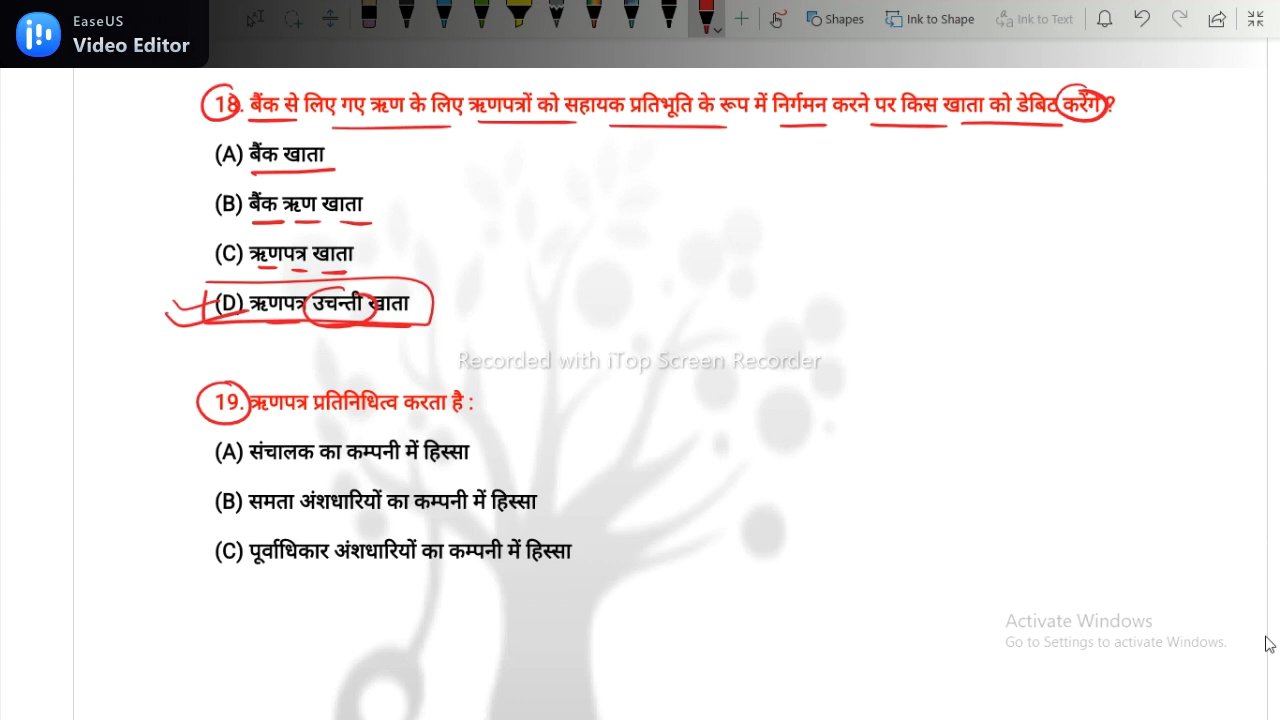 EaseUS
Video Editor
Shapes
Ink to Shape
Ink to Text
18. बैंक से लिए गए ऋण के लिए ऋणपत्रों को सहायक प्रतिभूति के रूप में निर्गमन करने पर किस खाता को डेबिट करेंगे ?
(A) बैंक खाता
(B) बैंक ऋण खाता
(C) ऋणपत्र खाता
(D) ऋणपत्र उचन्ती खाता
Recorded with iTop Screen Recorder
19. ऋणपत्र प्रतिनिधित्व करता है :
(A) संचालक का कम्पनी में हिस्सा
(B) समता अंशधारियों का कम्पनी में हिस्सा
(C) पूर्वाधिकार अंशधारियों का कम्पनी में हिस्सा
Activate Windows
Go to Settings to activate Windows.